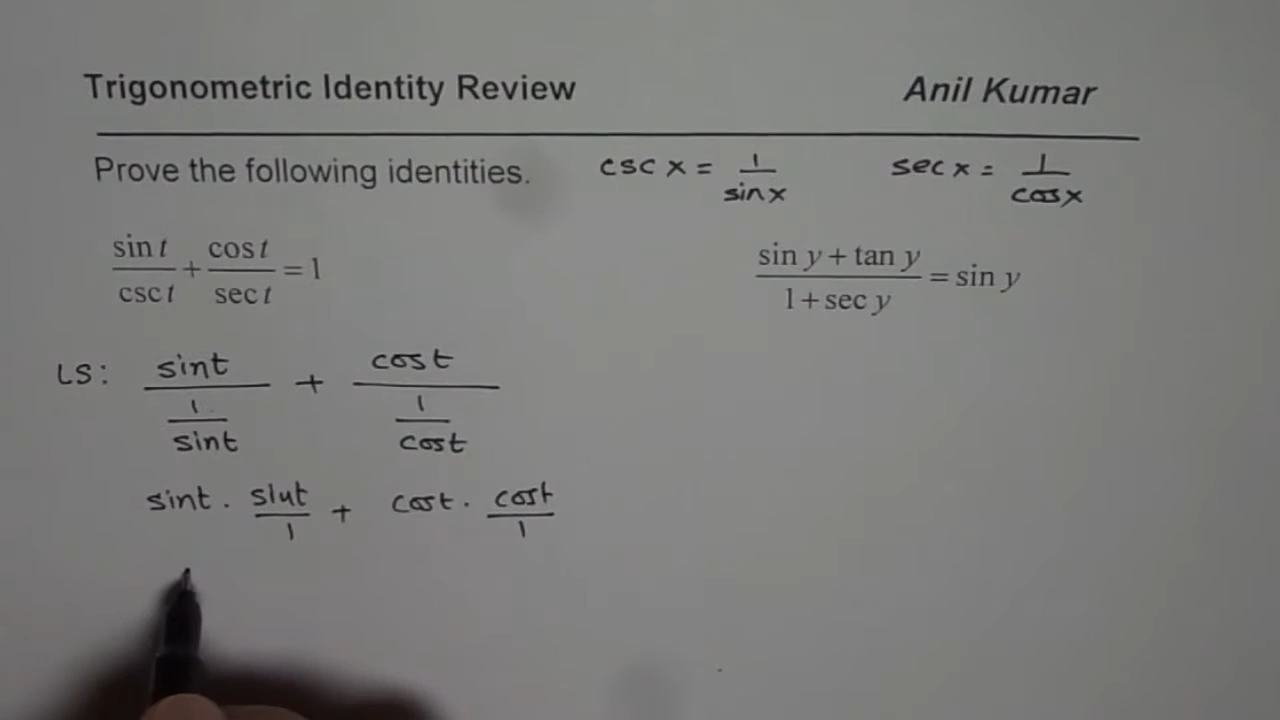 Trigonometric Identity Review Anil Kumar
Prove the following identities. csc x = 1/sin x sec x = 1/cos x
sin t/csc t + cos t/sec t = 1
sin y + tan y/1 + sec y = sin y
LS: sint/(1/sint) + cost/(1/cost)
sint · sint/1 + cost · cost/1